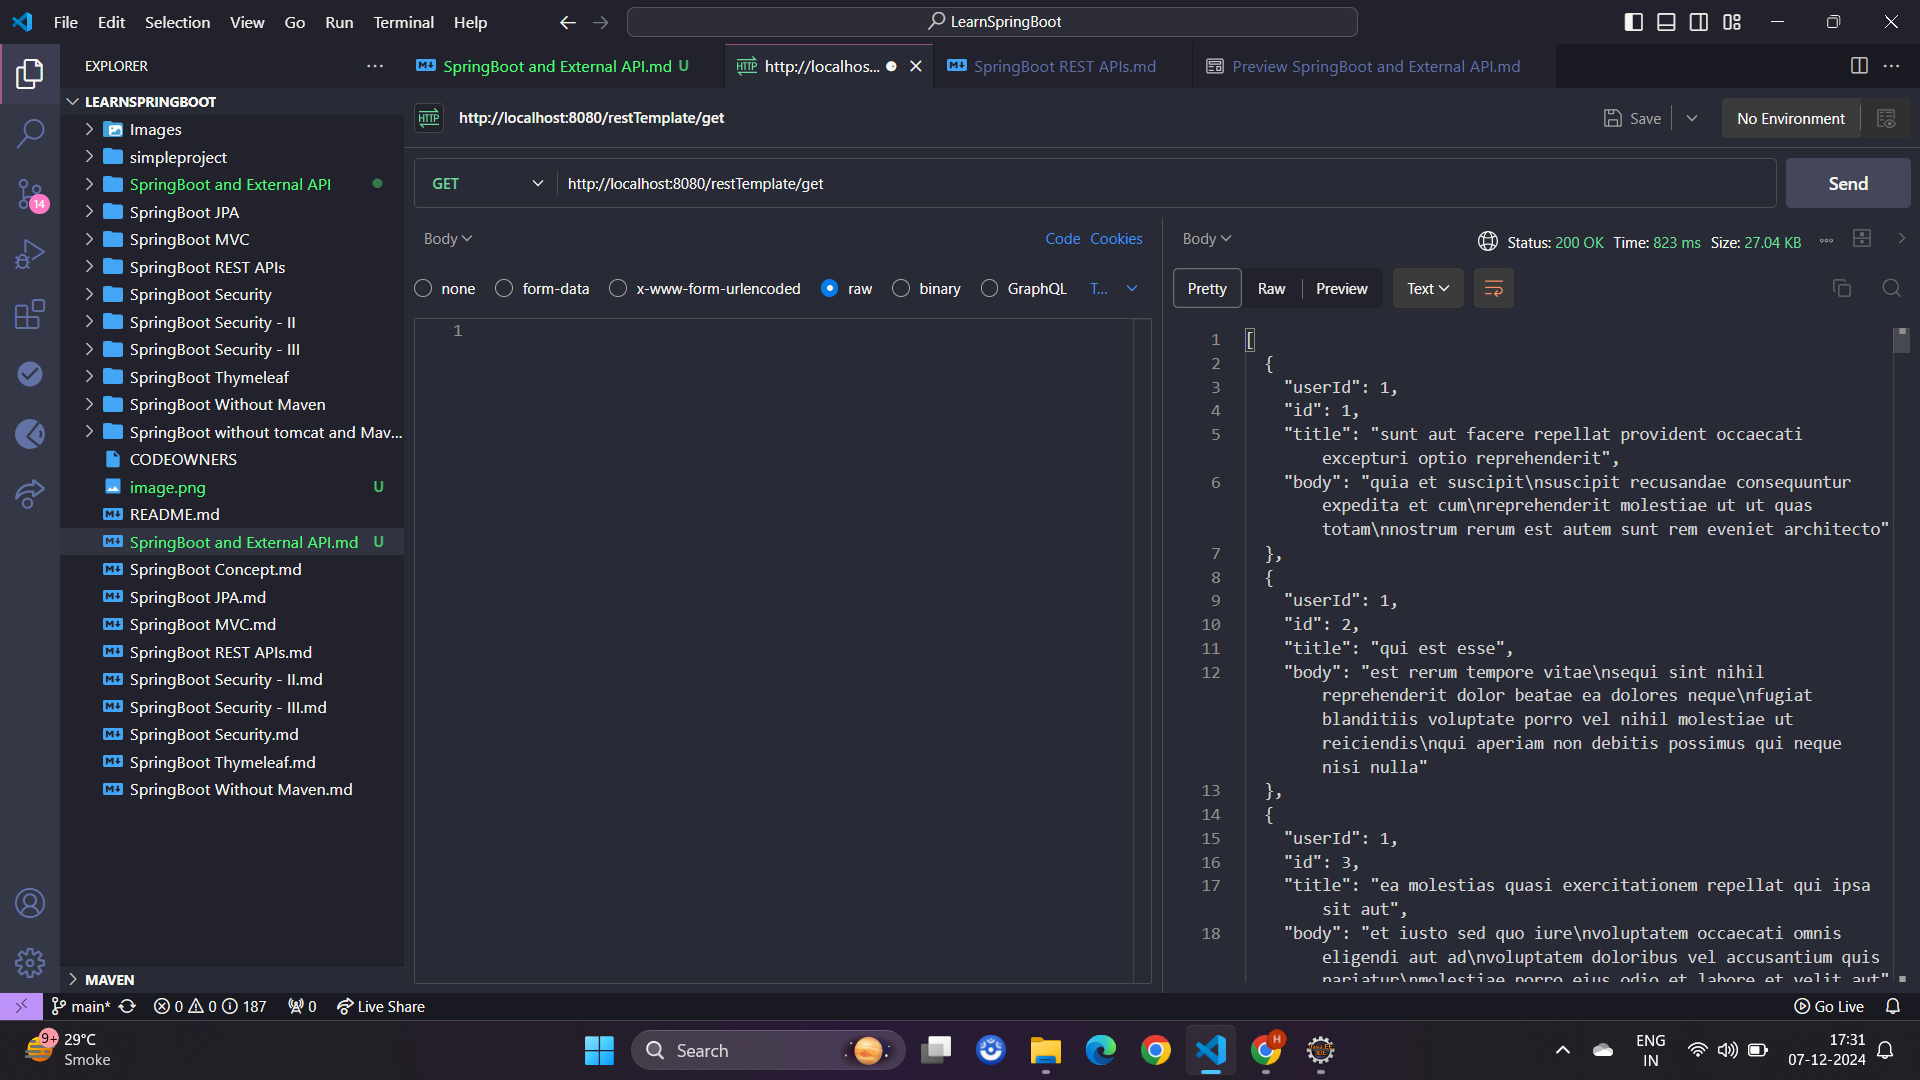 File Edit Selection View Go Run Terminal Help
LearnSpringBoot
EXPLORER
SpringBoot and External API.md U
http://localhos...
SpringBoot REST APIs.md
Preview SpringBoot and External API.md
LEARNSPRINGBOOT
Images
simpleproject
SpringBoot and External API
SpringBoot JPA
SpringBoot MVC
SpringBoot REST APIs
SpringBoot Security
SpringBoot Security - II
SpringBoot Security - III
SpringBoot Thymeleaf
SpringBoot Without Maven
SpringBoot without tomcat and Mav...
CODEOWNERS
image.png U
README.md
SpringBoot and External API.md U
SpringBoot Concept.md
SpringBoot JPA.md
SpringBoot MVC.md
SpringBoot REST APIs.md
SpringBoot Security - II.md
SpringBoot Security - III.md
SpringBoot Security.md
SpringBoot Thymeleaf.md
SpringBoot Without Maven.md
MAVEN
14
HTTP
http://localhost:8080/restTemplate/get
Save
No Environment
GET http://localhost:8080/restTemplate/get
Send
Body
Code Cookies
none form-data x-www-form-urlencoded raw binary GraphQL T...
1
Body
Status: 200 OK Time: 823 ms Size: 27.04 KB
Pretty Raw Preview Text
1 [
2 {
3 "userId": 1,
4 "id": 1,
5 "title": "sunt aut facere repellat provident occaecati
excepturi optio reprehenderit",
6 "body": "quia et suscipit\nsuscipit recusandae consequuntur
expedita et cum\nreprehenderit molestiae ut ut quas
totam\nnostrum rerum est autem sunt rem eveniet architecto"
7 },
8 {
9 "userId": 1,
10 "id": 2,
11 "title": "qui est esse",
12 "body": "est rerum tempore vitae\nsequi sint nihil
reprehenderit dolor beatae ea dolores neque\nfugiat
blanditiis voluptate porro vel nihil molestiae ut
reiciendis\nqui aperiam non debitis possimus qui neque
nisi nulla"
13 },
14 {
15 "userId": 1,
16 "id": 3,
17 "title": "ea molestias quasi exercitationem repellat qui ipsa
sit aut",
18 "body": "et iusto sed quo iure\nvoluptatem occaecati omnis
eligendi aut ad\nvoluptatem doloribus vel accusantium quis
pariatur\nmolestiae porro eius odio et labore et velit aut"
main* 0 0 187 0 Live Share
Go Live
9+
29°C
Smoke
Search
H
ENG
IN
17:31
07-12-2024